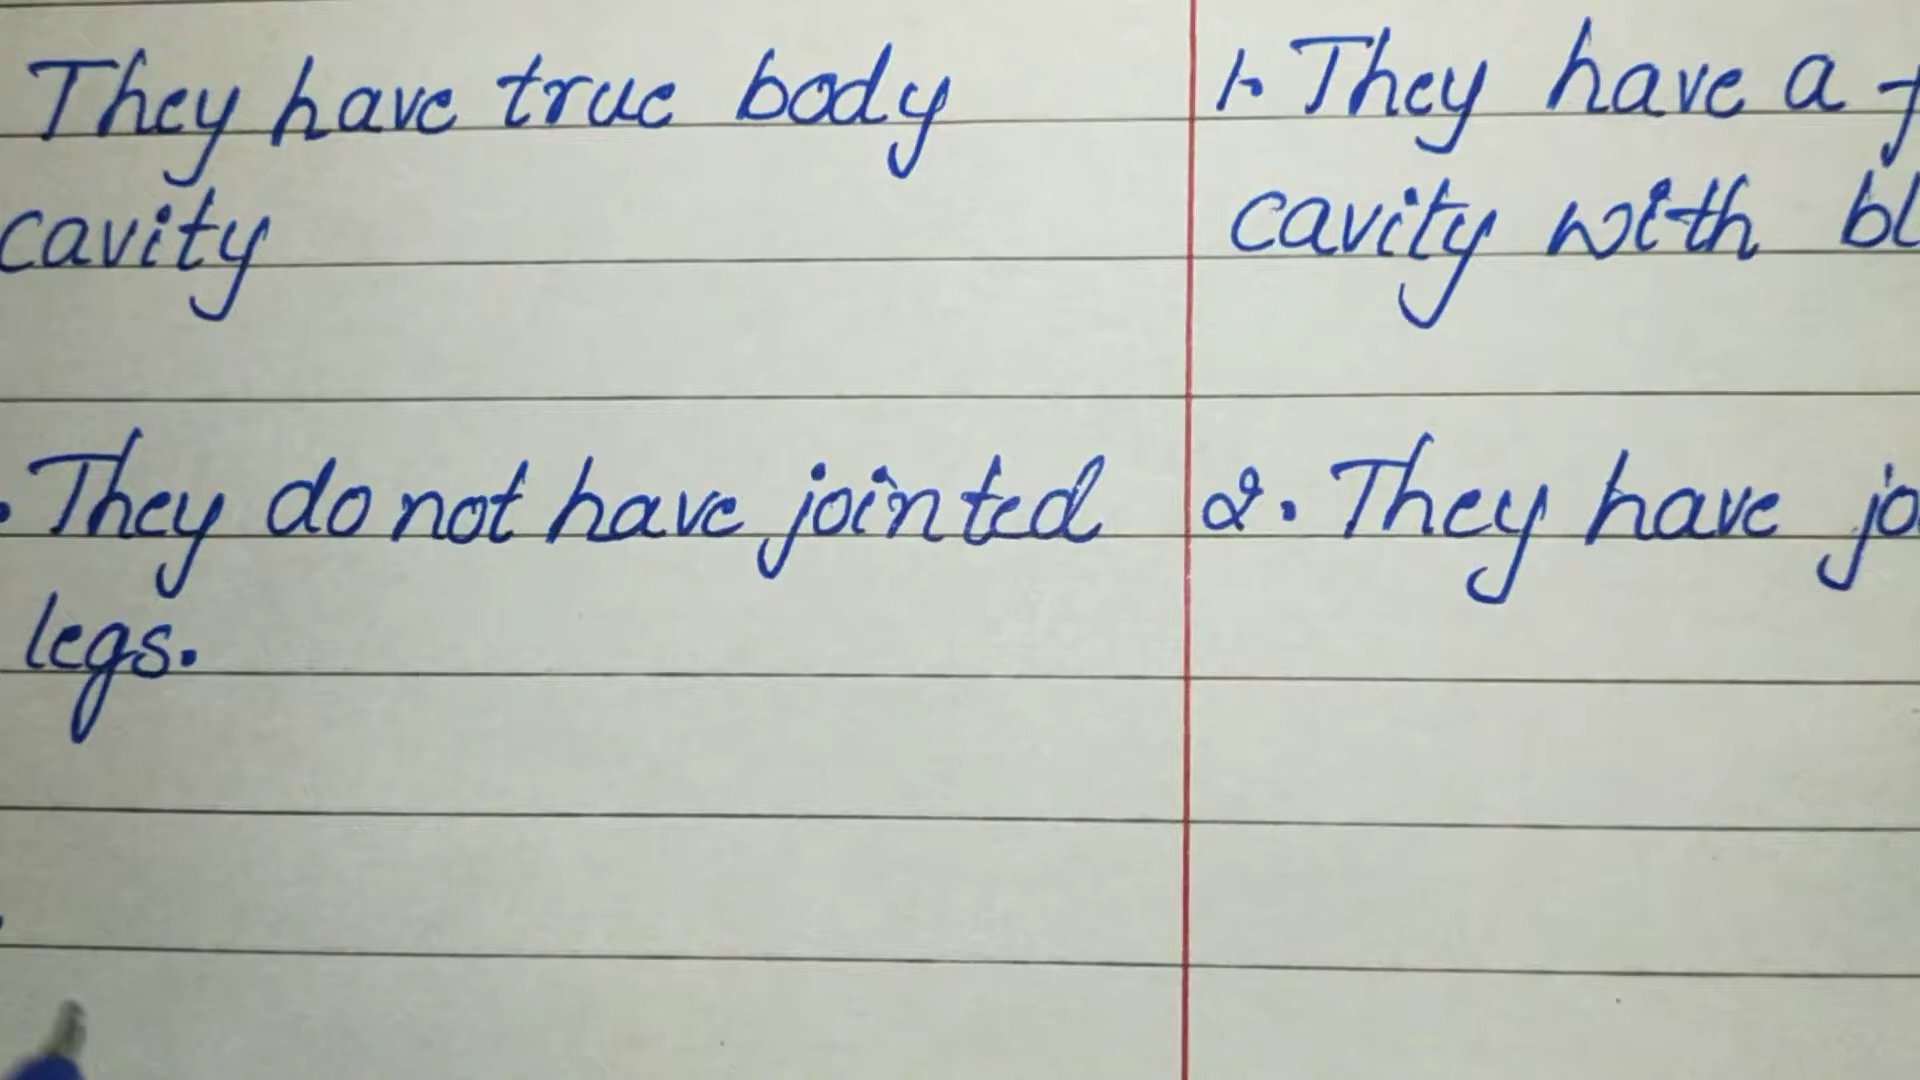 They have true body
cavity
They do not have jointed
legs.
1. They have a
cavity with
2. They have